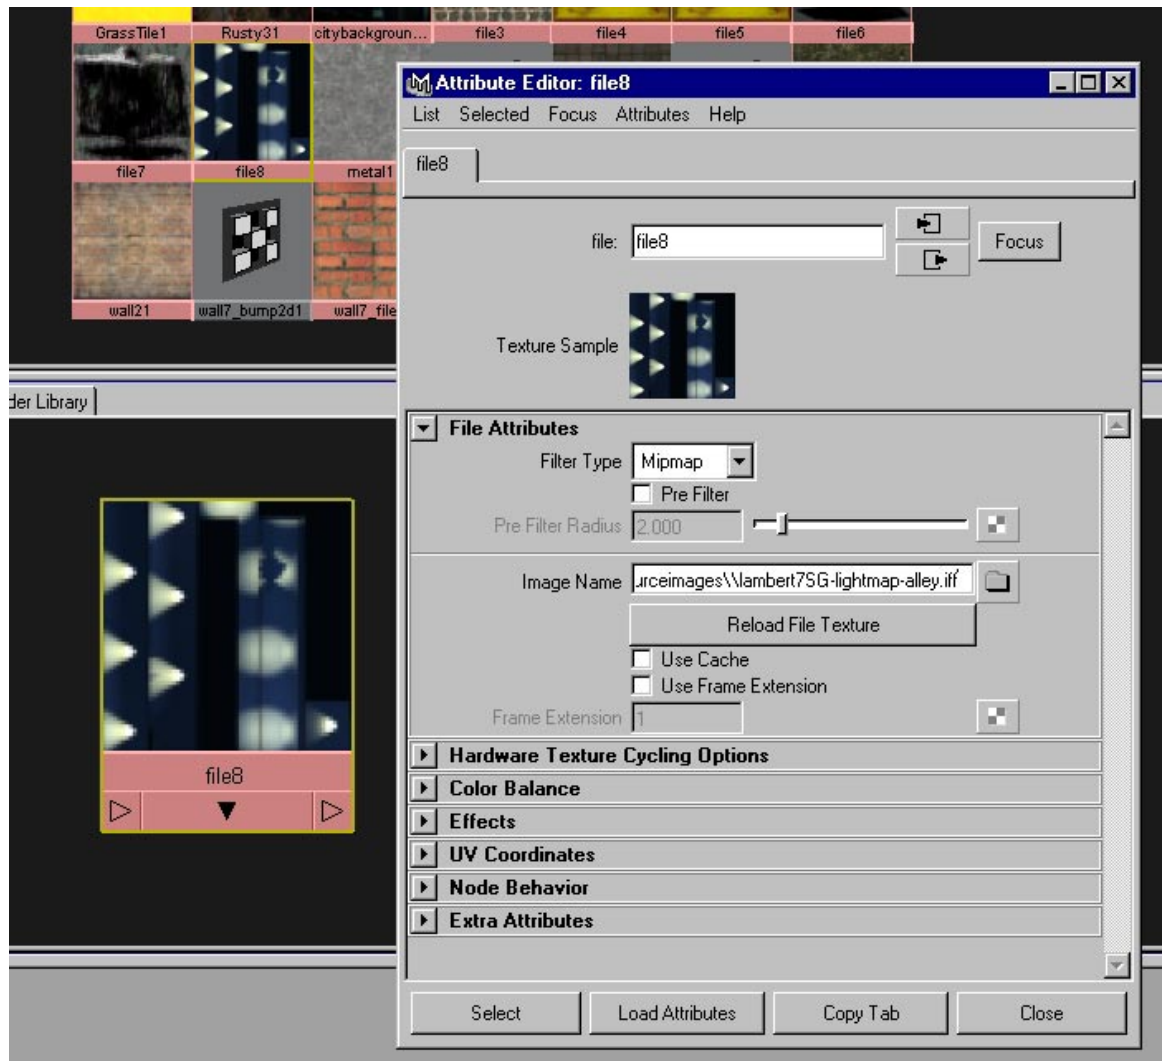 GrassTile1 Rusty31 citybackgroun... file3 file4 file5 file6
file7 file8 metal1
wall21 wall7_bump2d1 wall7_file
der Library
file8
Attribute Editor: file8
List Selected Focus Attributes Help
file8
file: file8 Focus
Texture Sample
File Attributes
Filter Type Mipmap
Pre Filter
Pre Filter Radius 2.000
Image Name urceimages\\lambert7SG-lightmap-alley.iff
Reload File Texture
Use Cache
Use Frame Extension
Frame Extension 1
Hardware Texture Cycling Options
Color Balance
Effects
UV Coordinates
Node Behavior
Extra Attributes
Select Load Attributes Copy Tab Close